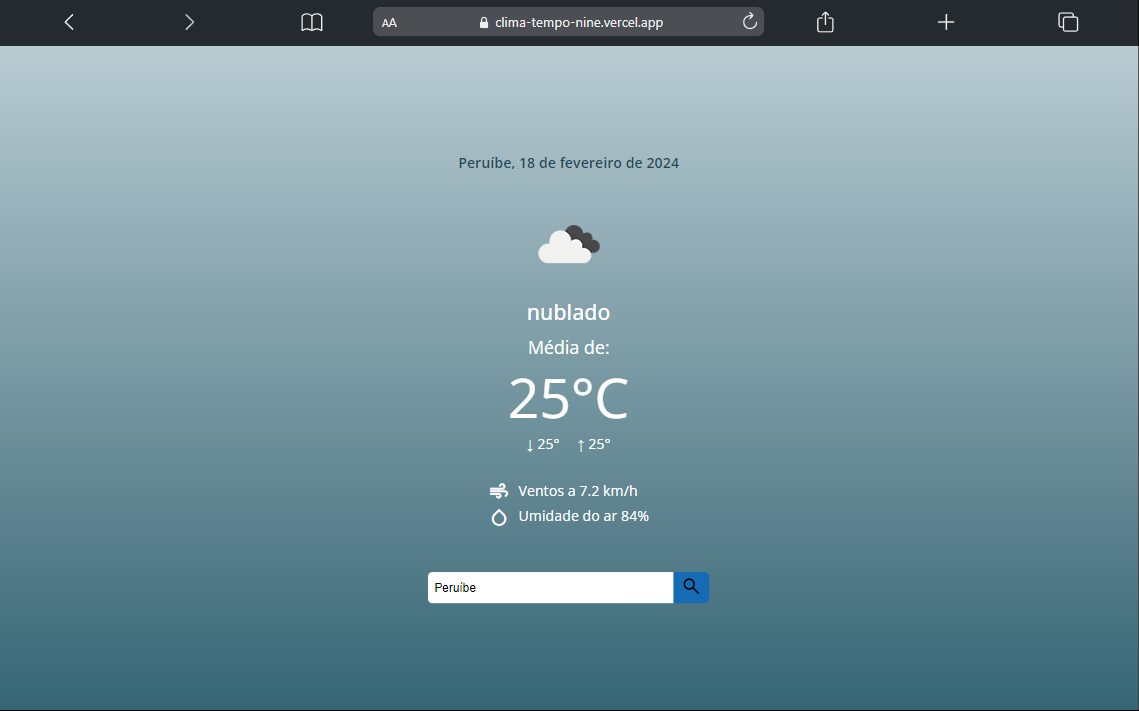 AA clima-tempo-nine.vercel.app
Peruíbe, 18 de fevereiro de 2024
nublado
Média de:
25°C
↓ 25° ↑ 25°
Ventos a 7.2 km/h
Umidade do ar 84%
Peruíbe